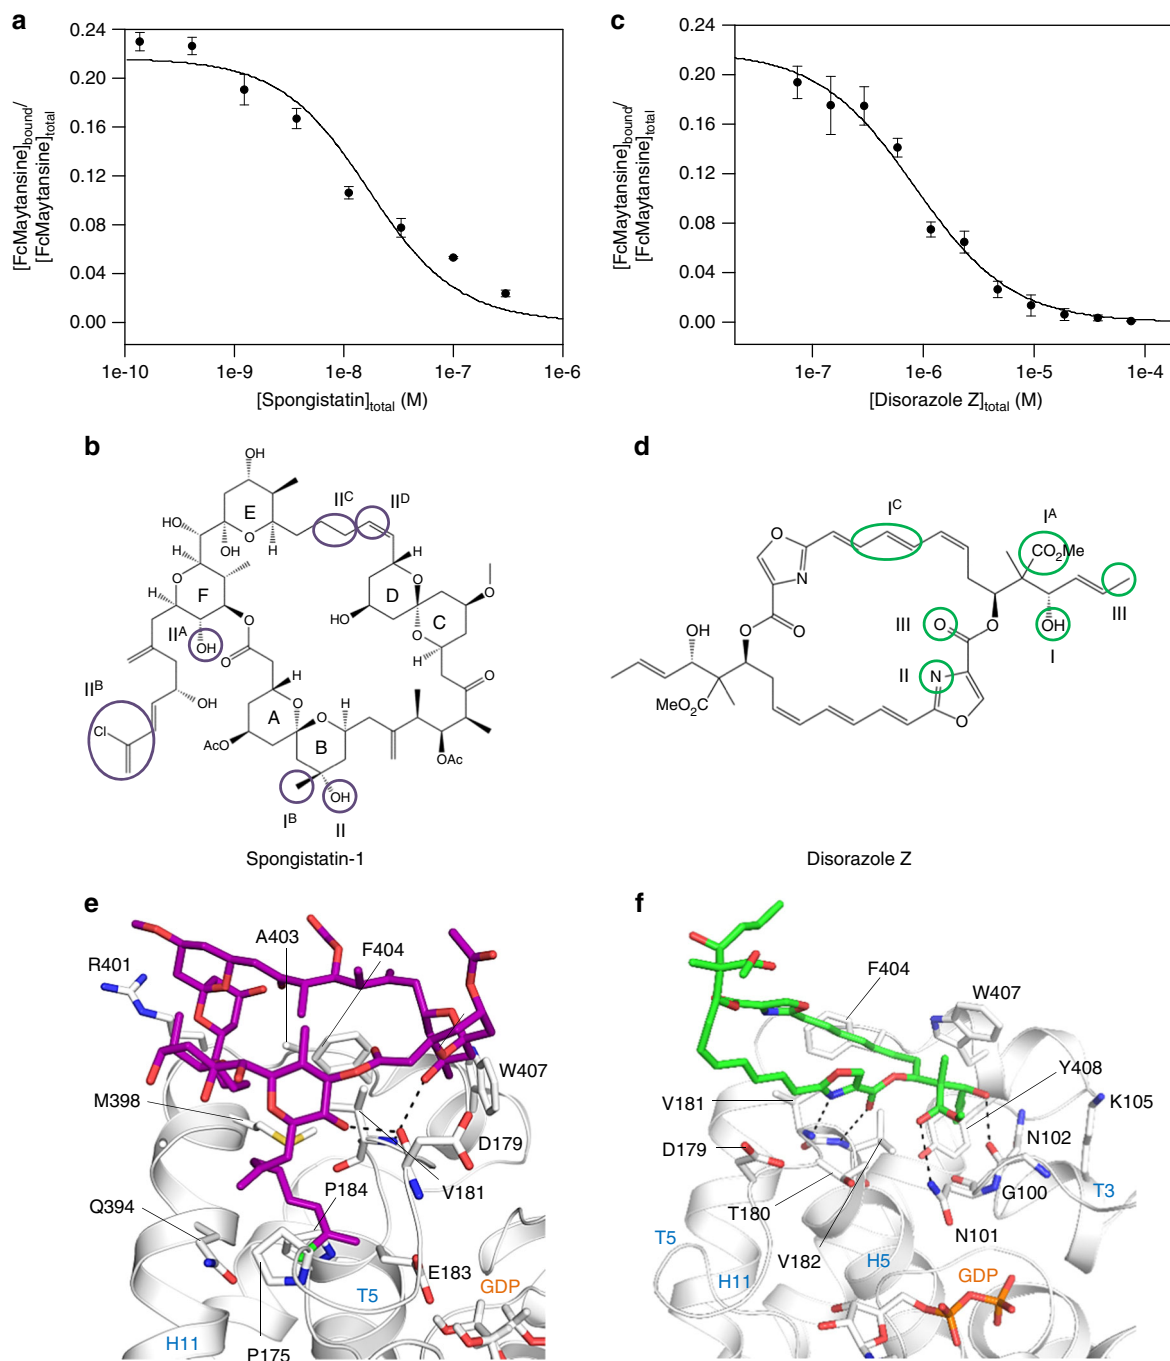 a
0.24
0.20
0.16
0.12
0.08
0.04
0.00
[FcMaytansine]bound/
[FcMaytansine]total
1e-10
1e-9
1e-8
1e-7
1e-6
[Spongistatin]total (M)
c
0.24
0.20
0.16
0.12
0.08
0.04
0.00
[FcMaytansine]bound/
[FcMaytansine]total
1e-7
1e-6
1e-5
1e-4
[Disorazole Z]total (M)
b
OH
E
HO
OH
O
H
H
IIC
IID
H
O
D
HO
O
C
O
H
O
F
H
IIA
OH
O
O
IIB
Cl
OH
H
A
O
O
H
B
AcO
IB
OH
II
O
OAc
Spongistatin-1
d
O
N
IC
IA
CO2Me
III
OH
I
O
III
O
O
O
OH
MeO2C
II
N
O
Disorazole Z
e
R401
A403
F404
W407
M398
D179
V181
P184
Q394
E183
GDP
T5
H11
P175
f
F404
W407
Y408
K105
V181
N102
D179
G100
T3
T180
N101
T5
H5
V182
H11
GDP